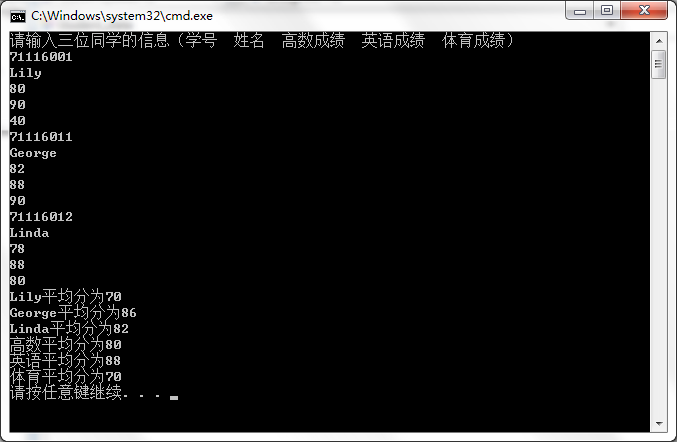 C:\Windows\system32\cmd.exe
请输入三位同学的信息（学号  姓名  高数成绩  英语成绩  体育成绩）
71116001
Lily
80
90
40
71116011
George
82
88
90
71116012
Linda
78
88
80
Lily平均分为70
George平均分为86
Linda平均分为82
高数平均分为80
英语平均分为88
体育平均分为70
请按任意键继续. . .